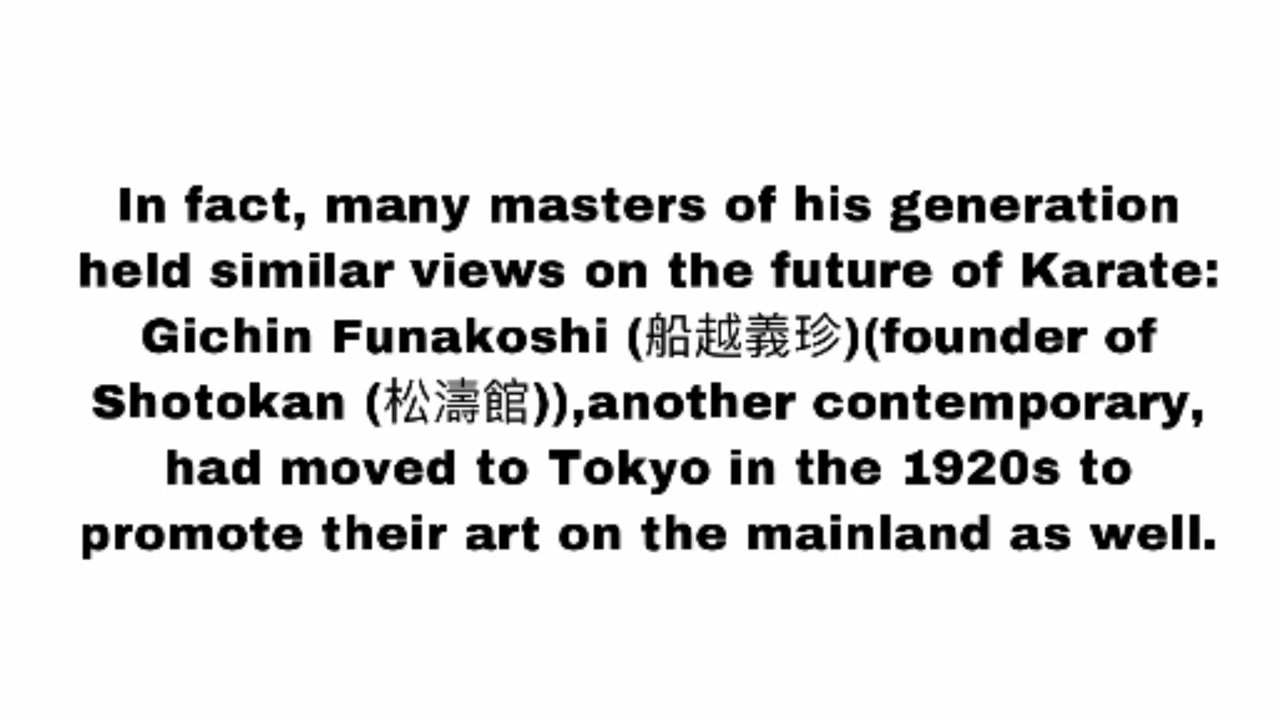 In fact, many masters of his generation
held similar views on the future of Karate:
Gichin Funakoshi (船越義珍)(founder of
Shotokan (松濤館)),another contemporary,
had moved to Tokyo in the 1920s to
promote their art on the mainland as well.